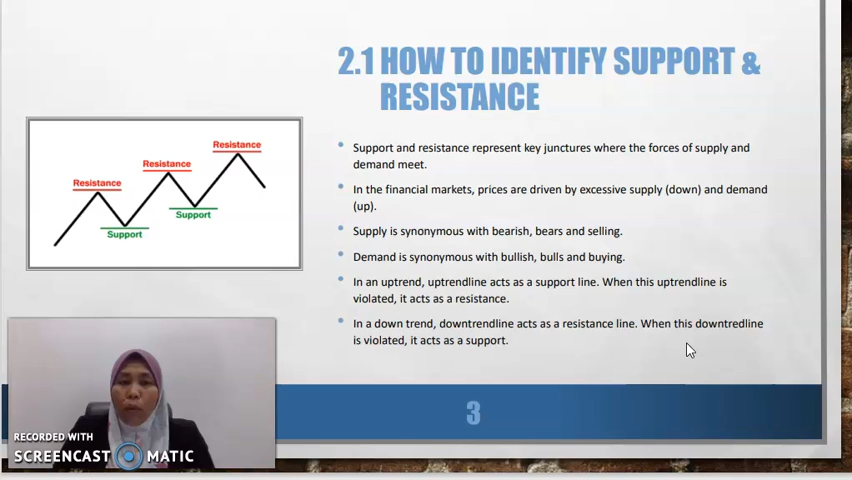 2.1 HOW TO IDENTIFY SUPPORT &
RESISTANCE
Resistance
Resistance
Resistance
Support
Support
Support and resistance represent key junctures where the forces of supply and
demand meet.
In the financial markets, prices are driven by excessive supply (down) and demand
(up).
Supply is synonymous with bearish, bears and selling.
Demand is synonymous with bullish, bulls and buying.
In an uptrend, uptrendline acts as a support line. When this uptrendline is
violated, it acts as a resistance.
In a down trend, downtrendline acts as a resistance line. When this downtredline
is violated, it acts as a support.
3
RECORDED WITH
SCREENCAST MATIC